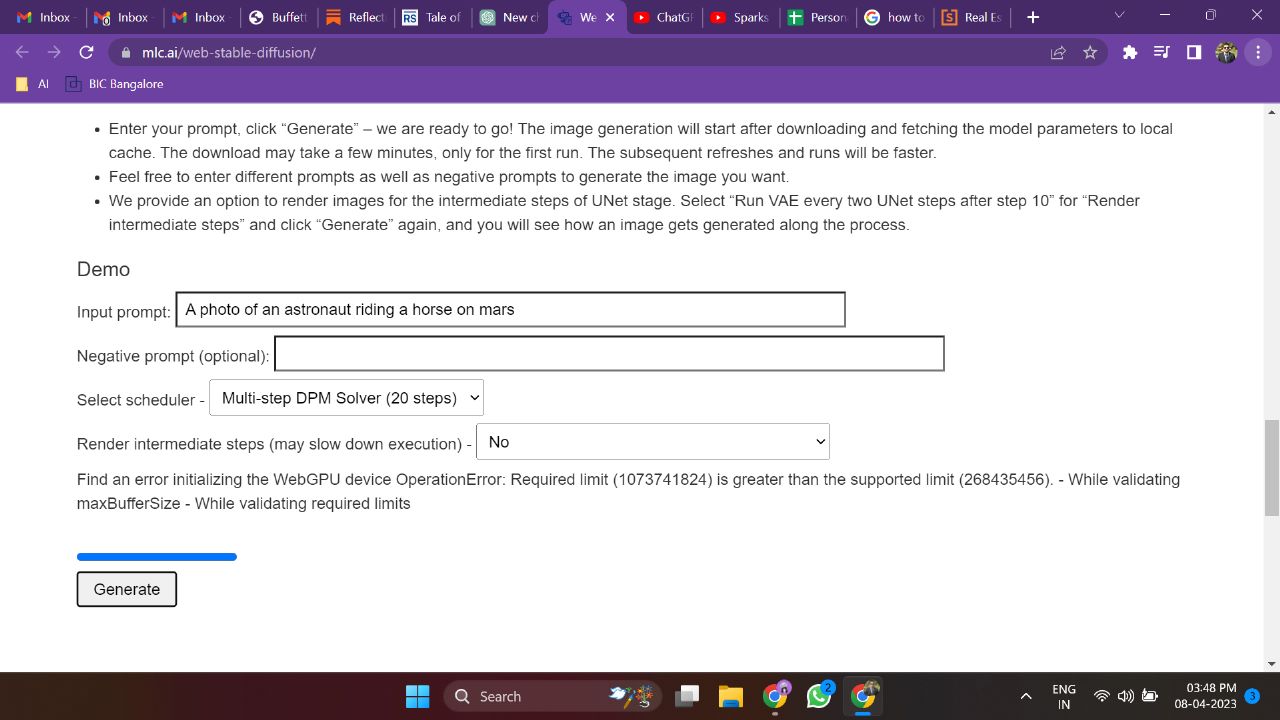 Inbox -
Inbox -
Inbox -
Buffett
Reflecti
Tale of
New ch
We
ChatGP
Sparks
Person
how to
Real Es
mlc.ai/web-stable-diffusion/
AI
BIC Bangalore
• Enter your prompt, click “Generate” – we are ready to go! The image generation will start after downloading and fetching the model parameters to local
cache. The download may take a few minutes, only for the first run. The subsequent refreshes and runs will be faster.
• Feel free to enter different prompts as well as negative prompts to generate the image you want.
• We provide an option to render images for the intermediate steps of UNet stage. Select “Run VAE every two UNet steps after step 10” for “Render
intermediate steps” and click “Generate” again, and you will see how an image gets generated along the process.
Demo
Input prompt: A photo of an astronaut riding a horse on mars
Negative prompt (optional):
Select scheduler - Multi-step DPM Solver (20 steps)
Render intermediate steps (may slow down execution) - No
Find an error initializing the WebGPU device OperationError: Required limit (1073741824) is greater than the supported limit (268435456). - While validating
maxBufferSize - While validating required limits
Generate
Search
2
ENG
IN
03:48 PM
08-04-2023
3